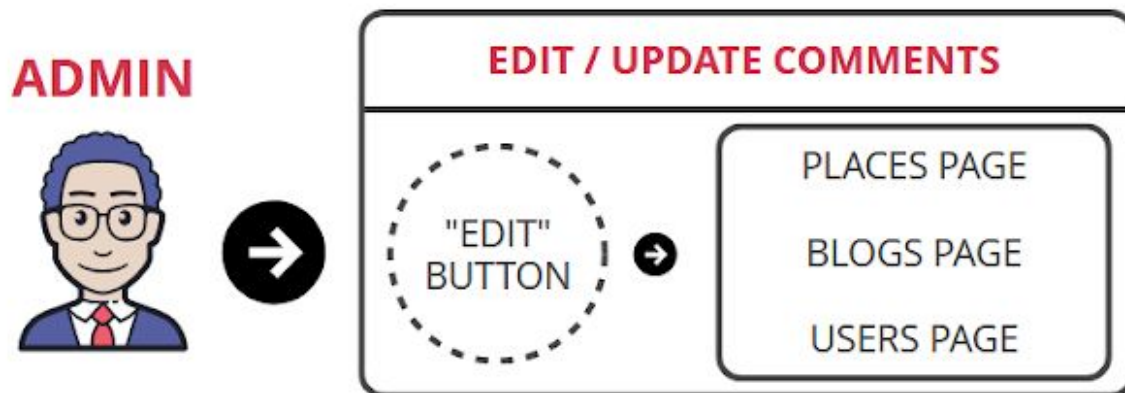 ADMIN
EDIT / UPDATE COMMENTS
"EDIT"
BUTTON
PLACES PAGE
BLOGS PAGE
USERS PAGE